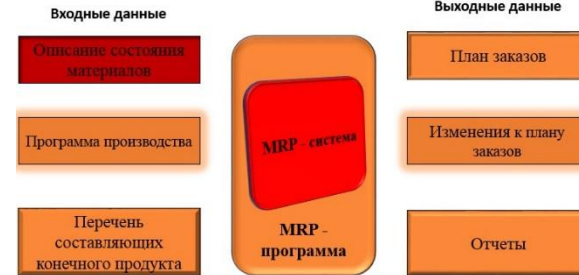 Входные данные
Описание состояния
материалов
Программа производства
Перечень
составляющих
конечного продукта
MRP - система
MRP -
программа
Выходные данные
План заказов
Изменения к плану
заказов
Отчеты